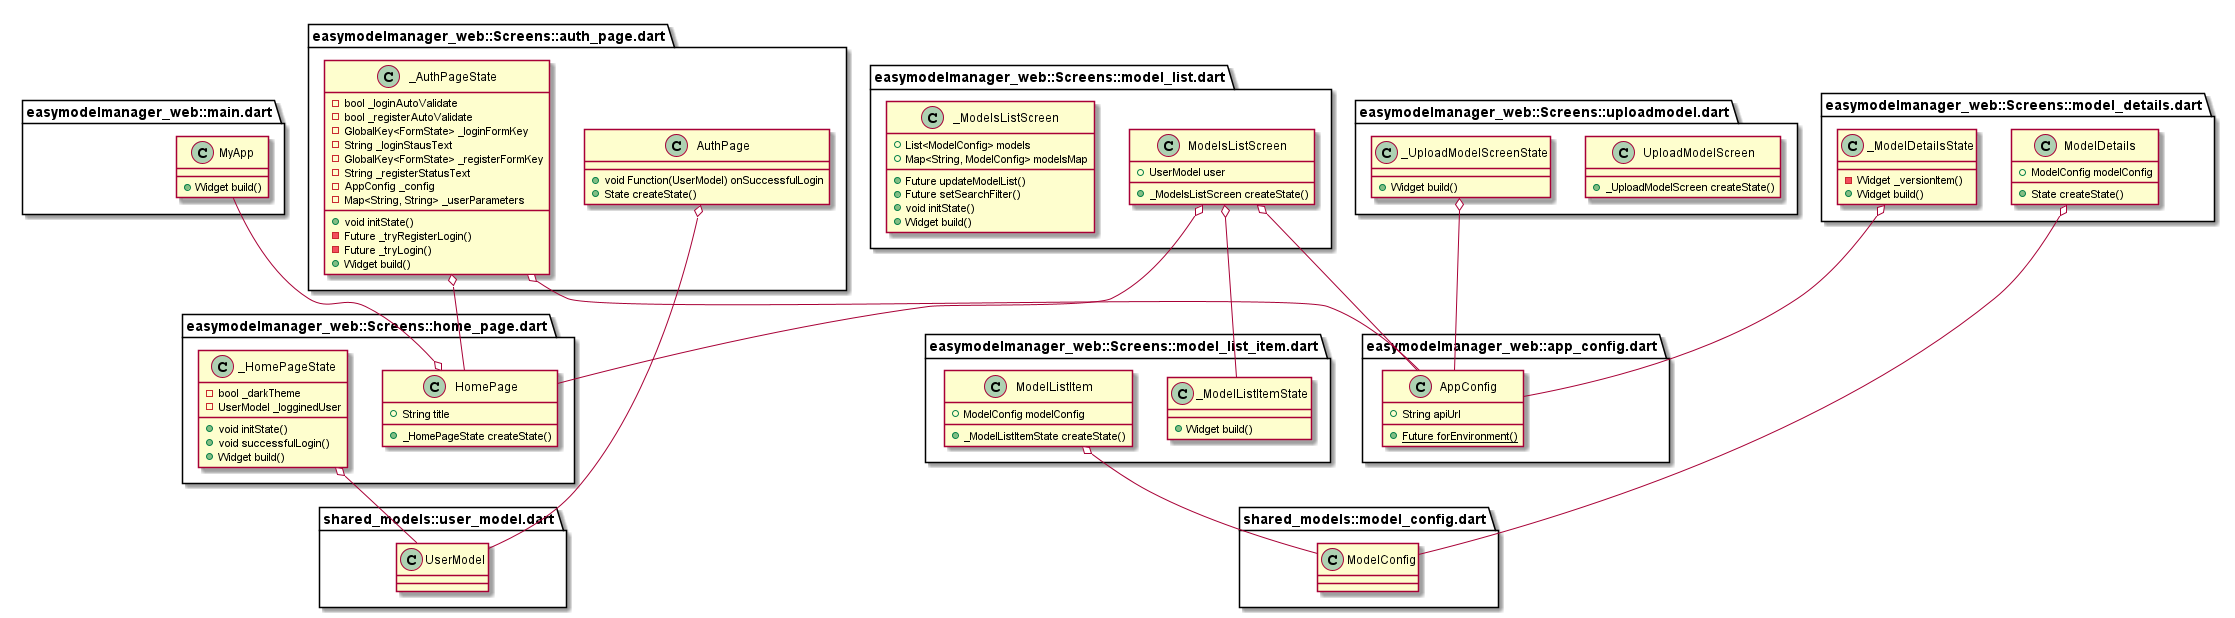 easymodelmanager_web::main.dart
MyApp
Widget build()
easymodelmanager_web::Screens::auth_page.dart
_AuthPageState
bool _loginAutoValidate
bool _registerAutoValidate
GlobalKey<FormState> _loginFormKey
String _loginStausText
GlobalKey<FormState> _registerFormKey
String _registerStatusText
AppConfig _config
Map<String, String> _userParameters
void initState()
Future _tryRegisterLogin()
Future _tryLogin()
Widget build()
AuthPage
void Function(UserModel) onSuccessfulLogin
State createState()
easymodelmanager_web::Screens::model_list.dart
_ModelsListScreen
List<ModelConfig> models
Map<String, ModelConfig> modelsMap
Future updateModelList()
Future setSearchFilter()
void initState()
Widget build()
ModelsListScreen
UserModel user
_ModelsListScreen createState()
easymodelmanager_web::Screens::uploadmodel.dart
_UploadModelScreenState
Widget build()
UploadModelScreen
_UploadModelScreen createState()
easymodelmanager_web::Screens::model_details.dart
_ModelDetailsState
Widget _versionItem()
Widget build()
ModelDetails
ModelConfig modelConfig
State createState()
easymodelmanager_web::Screens::home_page.dart
_HomePageState
bool _darkTheme
UserModel _logginedUser
void initState()
void successfulLogin()
Widget build()
HomePage
String title
_HomePageState createState()
easymodelmanager_web::Screens::model_list_item.dart
ModelListItem
ModelConfig modelConfig
_ModelListItemState createState()
_ModelListItemState
Widget build()
easymodelmanager_web::app_config.dart
AppConfig
String apiUrl
Future forEnvironment()
shared_models::user_model.dart
UserModel
shared_models::model_config.dart
ModelConfig